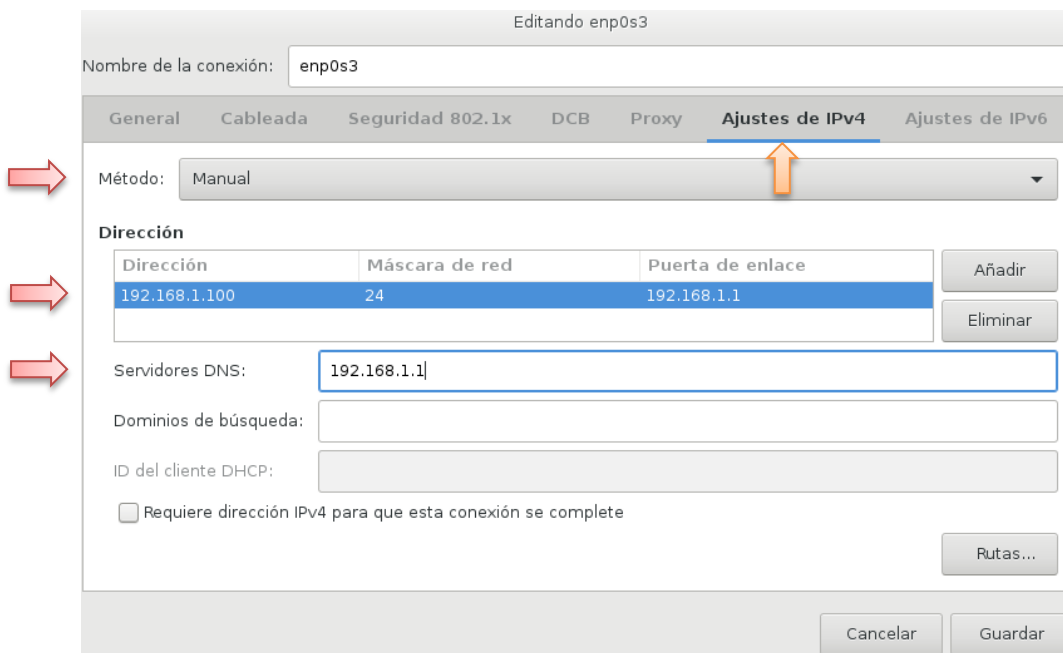 Editando enp0s3
Nombre de la conexión: enp0s3
General Cableada Seguridad 802.1x DCB Proxy Ajustes de IPv4 Ajustes de IPv6
Método: Manual
Dirección
Dirección Máscara de red Puerta de enlace Añadir
192.168.1.100 24 192.168.1.1
Eliminar
Servidores DNS: 192.168.1.1
Dominios de búsqueda:
ID del cliente DHCP:
Requiere dirección IPv4 para que esta conexión se complete
Rutas...
Cancelar Guardar